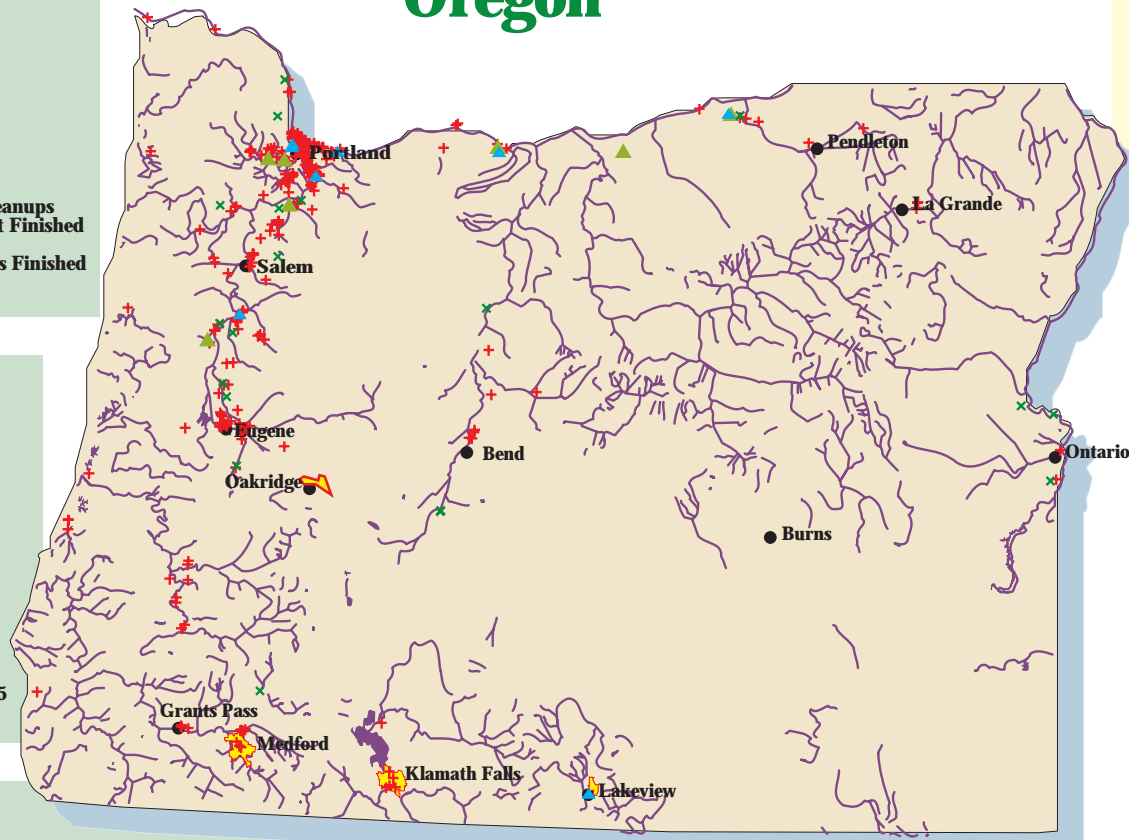 Oregon
Portland
Pendleton
La Grande
eanups
t Finished
s Finished
Salem
Eugene
Bend
Ontario
Oakridge
Burns
5
Grants Pass
Medford
Klamath Falls
Lakeview